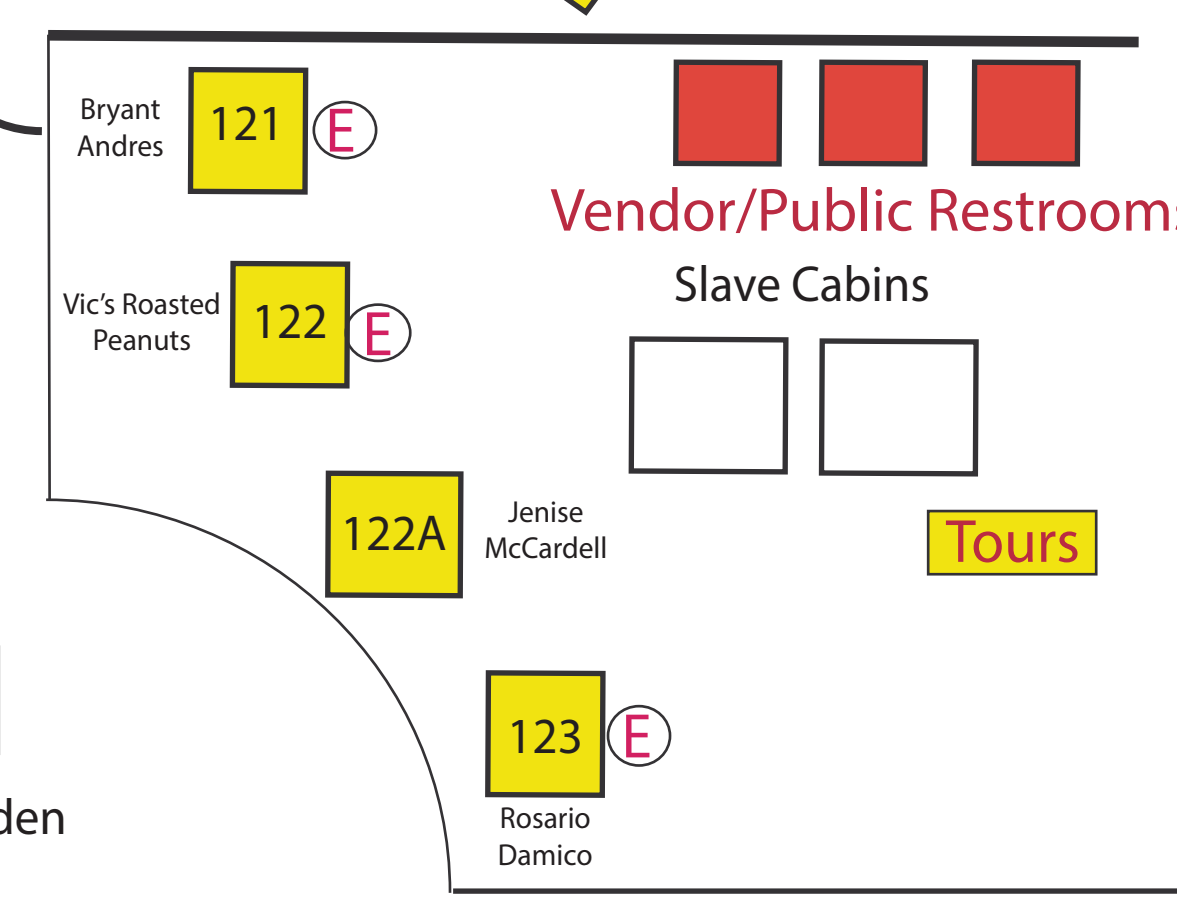 Bryant
Andres
121
E
Vendor/Public Restrooms
Slave Cabins
Vic's Roasted
Peanuts
122
E
122A
Jenise
McCardell
Tours
123
E
Rosario
Damico
den